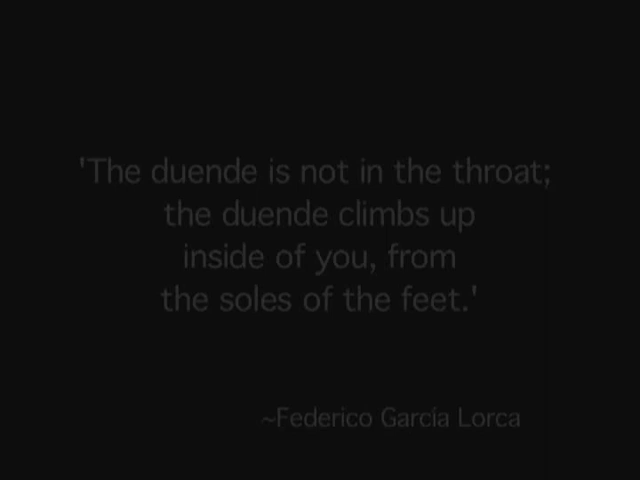 'The duende is not in the throat;
the duende climbs up
inside of you, from
the soles of the feet.'
~Federico García Lorca